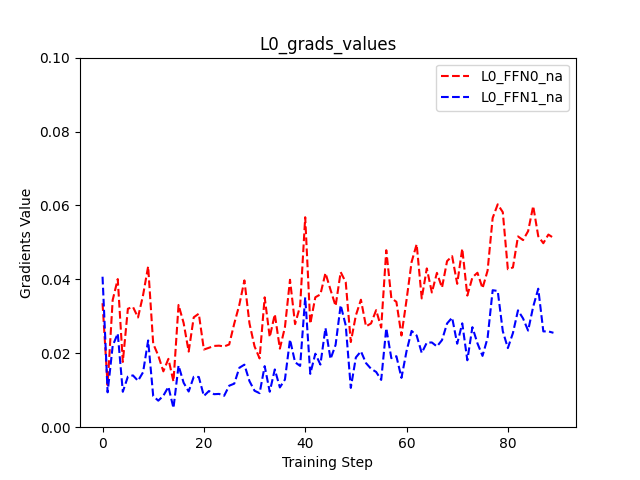 L0_grads_values
L0_FFN0_na
L0_FFN1_na
Gradients Value
0.10
0.08
0.06
0.04
0.02
0.00
0
20
40
60
80
Training Step